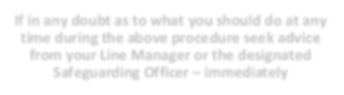 If in any doubt as to what you should do at any
time during the above procedure seek advice
from your Line Manager or the designated
Safeguarding Officer – immediately